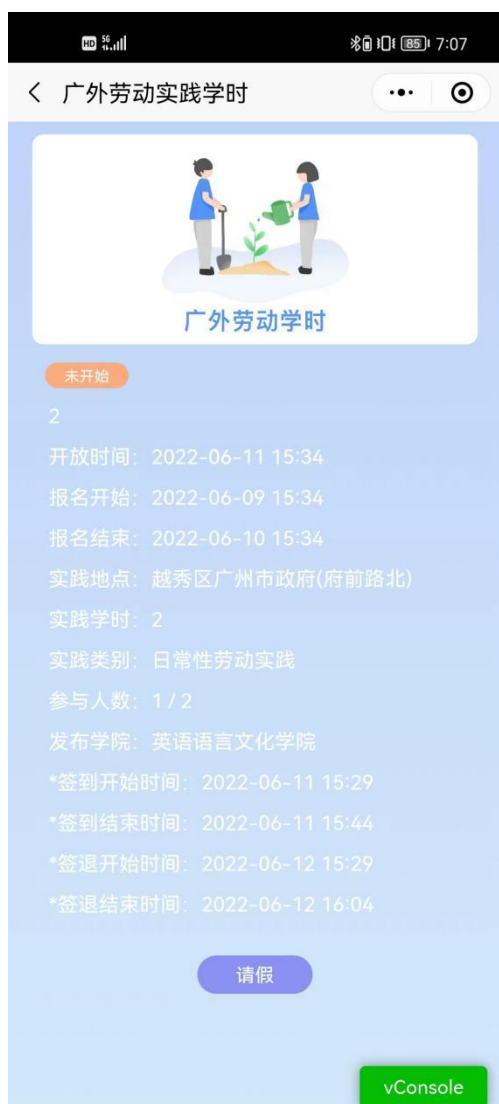 HD 5G 85 7:07
广外劳动实践学时
广外劳动学时
未开始
2
开放时间: 2022-06-11 15:34
报名开始: 2022-06-09 15:34
报名结束: 2022-06-10 15:34
实践地点: 越秀区广州市政府(府前路北)
实践学时: 2
实践类别: 日常性劳动实践
参与人数: 1 / 2
发布学院: 英语语言文化学院
*签到开始时间: 2022-06-11 15:29
*签到结束时间: 2022-06-11 15:44
*签退开始时间: 2022-06-12 15:29
*签退结束时间: 2022-06-12 16:04
请假
vConsole